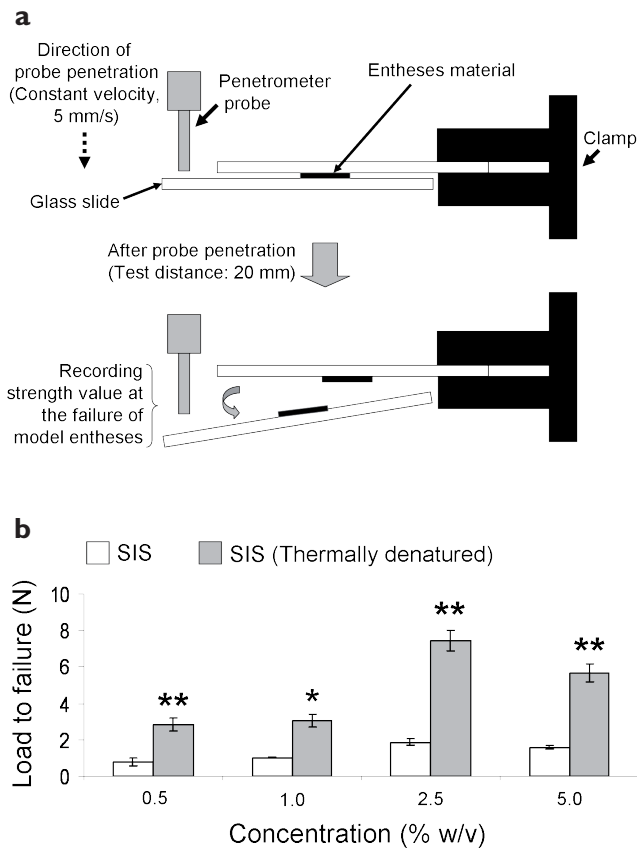 a
Direction of
probe penetration
(Constant velocity,
5 mm/s)
Penetrometer
probe
Entheses material
Clamp
Glass slide
After probe penetration
(Test distance: 20 mm)
Recording
strength value at
the failure of
model entheses
b
SIS
SIS (Thermally denatured)
Load to failure (N)
10
8
6
4
2
0
**
*
**
**
0.5
1.0
2.5
5.0
Concentration (% w/v)